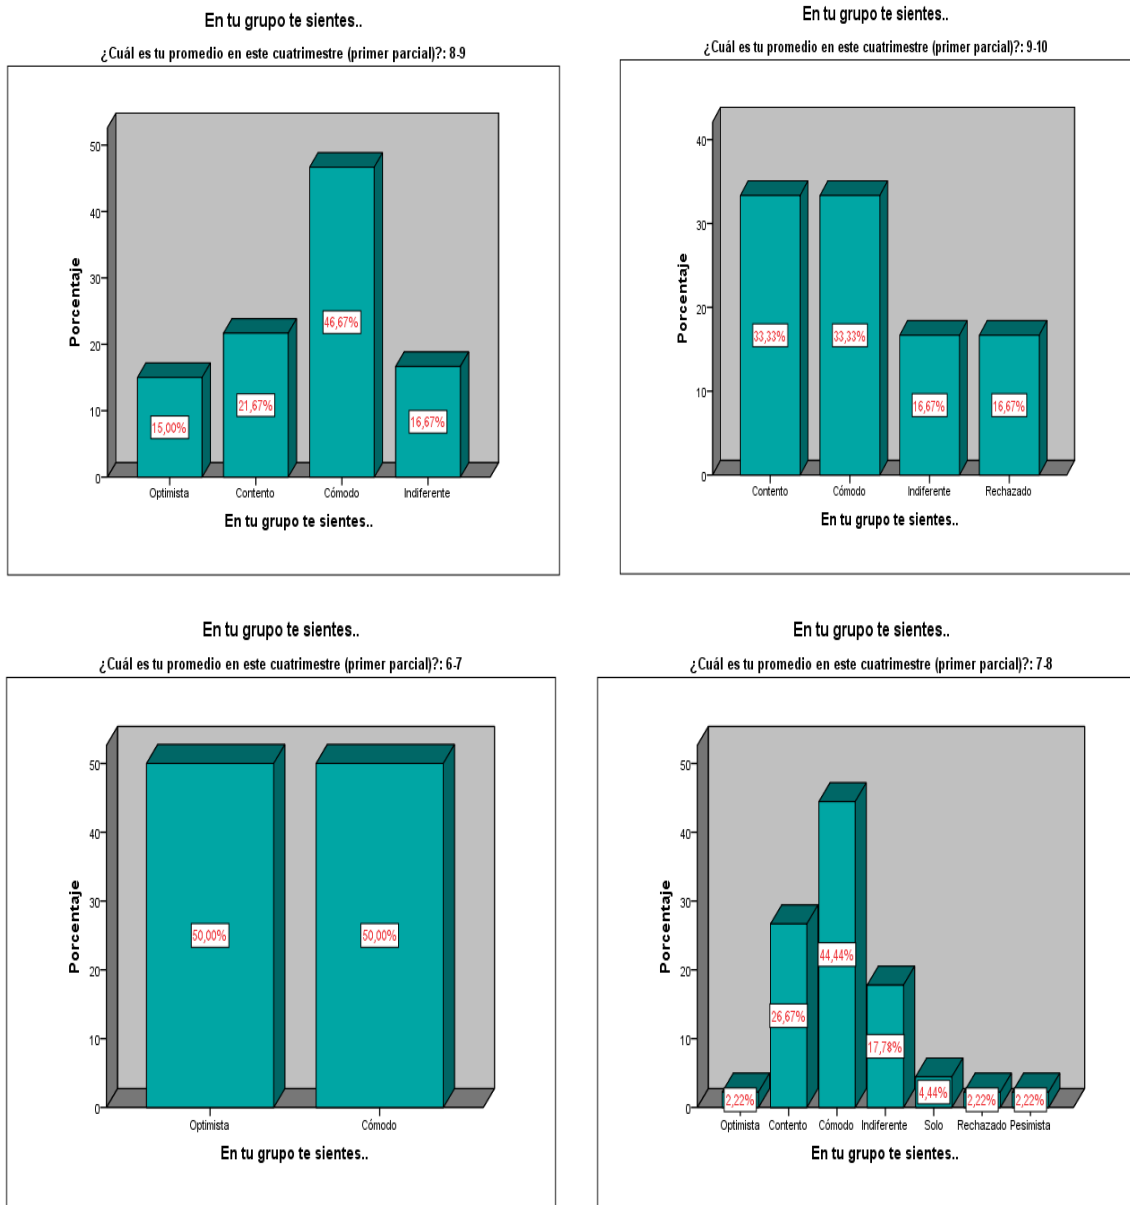 En tu grupo te sientes..
¿Cuál es tu promedio en este cuatrimestre (primer parcial)?: 8-9
Porcentaje
50
40
30
20
10
0
15,00%
21,67%
46,67%
16,67%
Optimista Contento Cómodo Indiferente
En tu grupo te sientes..
En tu grupo te sientes..
¿Cuál es tu promedio en este cuatrimestre (primer parcial)?: 9-10
Porcentaje
40
30
20
10
0
33,33%
33,33%
16,67%
16,67%
Contento Cómodo Indiferente Rechazado
En tu grupo te sientes..
En tu grupo te sientes..
¿Cuál es tu promedio en este cuatrimestre (primer parcial)?: 6-7
Porcentaje
50
40
30
20
10
0
50,00%
50,00%
Optimista Cómodo
En tu grupo te sientes..
En tu grupo te sientes..
¿Cuál es tu promedio en este cuatrimestre (primer parcial)?: 7-8
Porcentaje
50
40
30
20
10
0
2,22%
26,67%
44,44%
17,78%
4,44%
2,22%
2,22%
Optimista Contento Cómodo Indiferente Solo Rechazado Pesimista
En tu grupo te sientes..